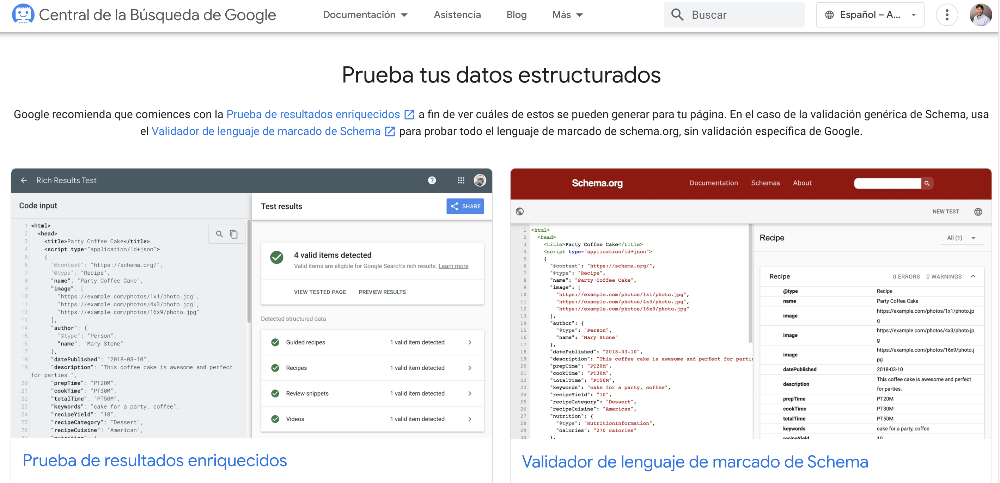 Central de la Búsqueda de Google
Documentación
Asistencia
Blog
Más
Buscar
Español – A...
Prueba tus datos estructurados
Google recomienda que comiences con la Prueba de resultados enriquecidos a fin de ver cuáles de estos se pueden generar para tu página. En el caso de la validación genérica de Schema, usa
el Validador de lenguaje de marcado de Schema para probar todo el lenguaje de marcado de schema.org, sin validación específica de Google.
Rich Results Test
Code input
1 <html>
2 <head>
3 <title>Party Coffee Cake</title>
4 <script type="application/ld+json">
5 {
6 "@context": "https://schema.org/",
7 "@type": "Recipe",
8 "name": "Party Coffee Cake",
9 "image": [
10 "https://example.com/photos/1x1/photo.jpg",
11 "https://example.com/photos/4x3/photo.jpg",
12 "https://example.com/photos/16x9/photo.jpg"
13 ],
14 "author": {
15 "@type": "Person",
16 "name": "Mary Stone"
17 },
18 "datePublished": "2018-03-10",
19 "description": "This coffee cake is awesome and perfect
for parties.",
20 "prepTime": "PT20M",
21 "cookTime": "PT30M",
22 "totalTime": "PT50M",
23 "keywords": "cake for a party, coffee",
24 "recipeYield": "10",
25 "recipeCategory": "Dessert",
26 "recipeCuisine": "American",
27 "nutrition": {
Test results
SHARE
4 valid items detected
Valid items are eligible for Google Search's rich results. Learn more
VIEW TESTED PAGE
PREVIEW RESULTS
Detected structured data
Guided recipes 1 valid item detected
Recipes 1 valid item detected
Review snippets 1 valid item detected
Videos 1 valid item detected
Prueba de resultados enriquecidos
Schema.org
Documentation
Schemas
About
NEW TEST
1 <html>
2 <head>
3 <title>Party Coffee Cake</title>
4 <script type="application/ld+json">
5 {
6 "@context": "https://schema.org/",
7 "@type": "Recipe",
8 "name": "Party Coffee Cake",
9 "image": [
10 "https://example.com/photos/1x1/photo.jpg",
11 "https://example.com/photos/4x3/photo.jpg",
12 "https://example.com/photos/16x9/photo.jpg"
13 ],
14 "author": {
15 "@type": "Person",
16 "name": "Mary Stone"
17 },
18 "datePublished": "2018-03-10",
19 "description": "This coffee cake is awesome and perfect for partie
20 "prepTime": "PT20M",
21 "cookTime": "PT30M",
22 "totalTime": "PT50M",
23 "keywords": "cake for a party, coffee",
24 "recipeYield": "10",
25 "recipeCategory": "Dessert",
26 "recipeCuisine": "American",
27 "nutrition": {
28 "@type": "NutritionInformation",
29 "calories": "270 calories"
30 },
Recipe
All (1)
Recipe 0 ERRORS 0 WARNINGS
@type Recipe
name Party Coffee Cake
image https://example.com/photos/1x1/photo.jp
g
image https://example.com/photos/4x3/photo.jp
g
image https://example.com/photos/16x9/photo.j
pg
datePublished 2018-03-10
description This coffee cake is awesome and perfect
for parties.
prepTime PT20M
cookTime PT30M
totalTime PT50M
keywords cake for a party, coffee
recipeYield 10
Validador de lenguaje de marcado de Schema